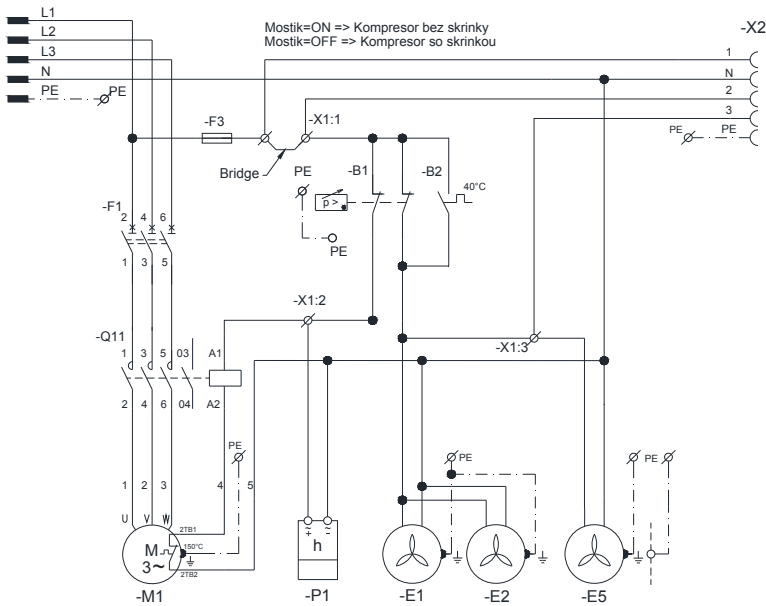 L1
L2
L3
N
PE
PE
Mostik=ON => Kompresor bez skrinky
Mostik=OFF => Kompresor so skrinkou
-X2
1
N
2
3
PE
PE
-F3
-X1:1
Bridge
PE
-B1
-B2
40°C
p >
PE
-F1
2 4 6
1 3 5
-X1:2
-Q11
1 3 5 03
A1
-X1:3
2 4 6 04
A2
PE
PE
PE
1 2 3
4 5
U V W
2TB1
M
3~
150°C
2TB2
≈ ≈
+ -
h
-M1
-P1
-E1
-E2
-E5